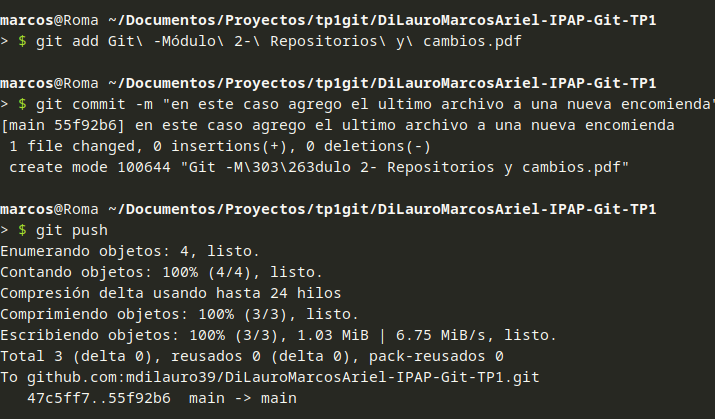 marcos@Roma ~/Documentos/Proyectos/tp1git/DiLauroMarcosAriel-IPAP-Git-TP1
> $ git add Git\ -Módulo\ 2-\ Repositorios\ y\ cambios.pdf
marcos@Roma ~/Documentos/Proyectos/tp1git/DiLauroMarcosAriel-IPAP-Git-TP1
> $ git commit -m "en este caso agrego el ultimo archivo a una nueva encomienda"
[main 55f92b6] en este caso agrego el ultimo archivo a una nueva encomienda
 1 file changed, 0 insertions(+), 0 deletions(-)
 create mode 100644 "Git -M\303\263dulo 2- Repositorios y cambios.pdf"
marcos@Roma ~/Documentos/Proyectos/tp1git/DiLauroMarcosAriel-IPAP-Git-TP1
> $ git push
Enumerando objetos: 4, listo.
Contando objetos: 100% (4/4), listo.
Compresión delta usando hasta 24 hilos
Comprimiendo objetos: 100% (3/3), listo.
Escribiendo objetos: 100% (3/3), 1.03 MiB | 6.75 MiB/s, listo.
Total 3 (delta 0), reusados 0 (delta 0), pack-reusados 0
To github.com:mdilauro39/DiLauroMarcosAriel-IPAP-Git-TP1.git
   47c5ff7..55f92b6  main -> main